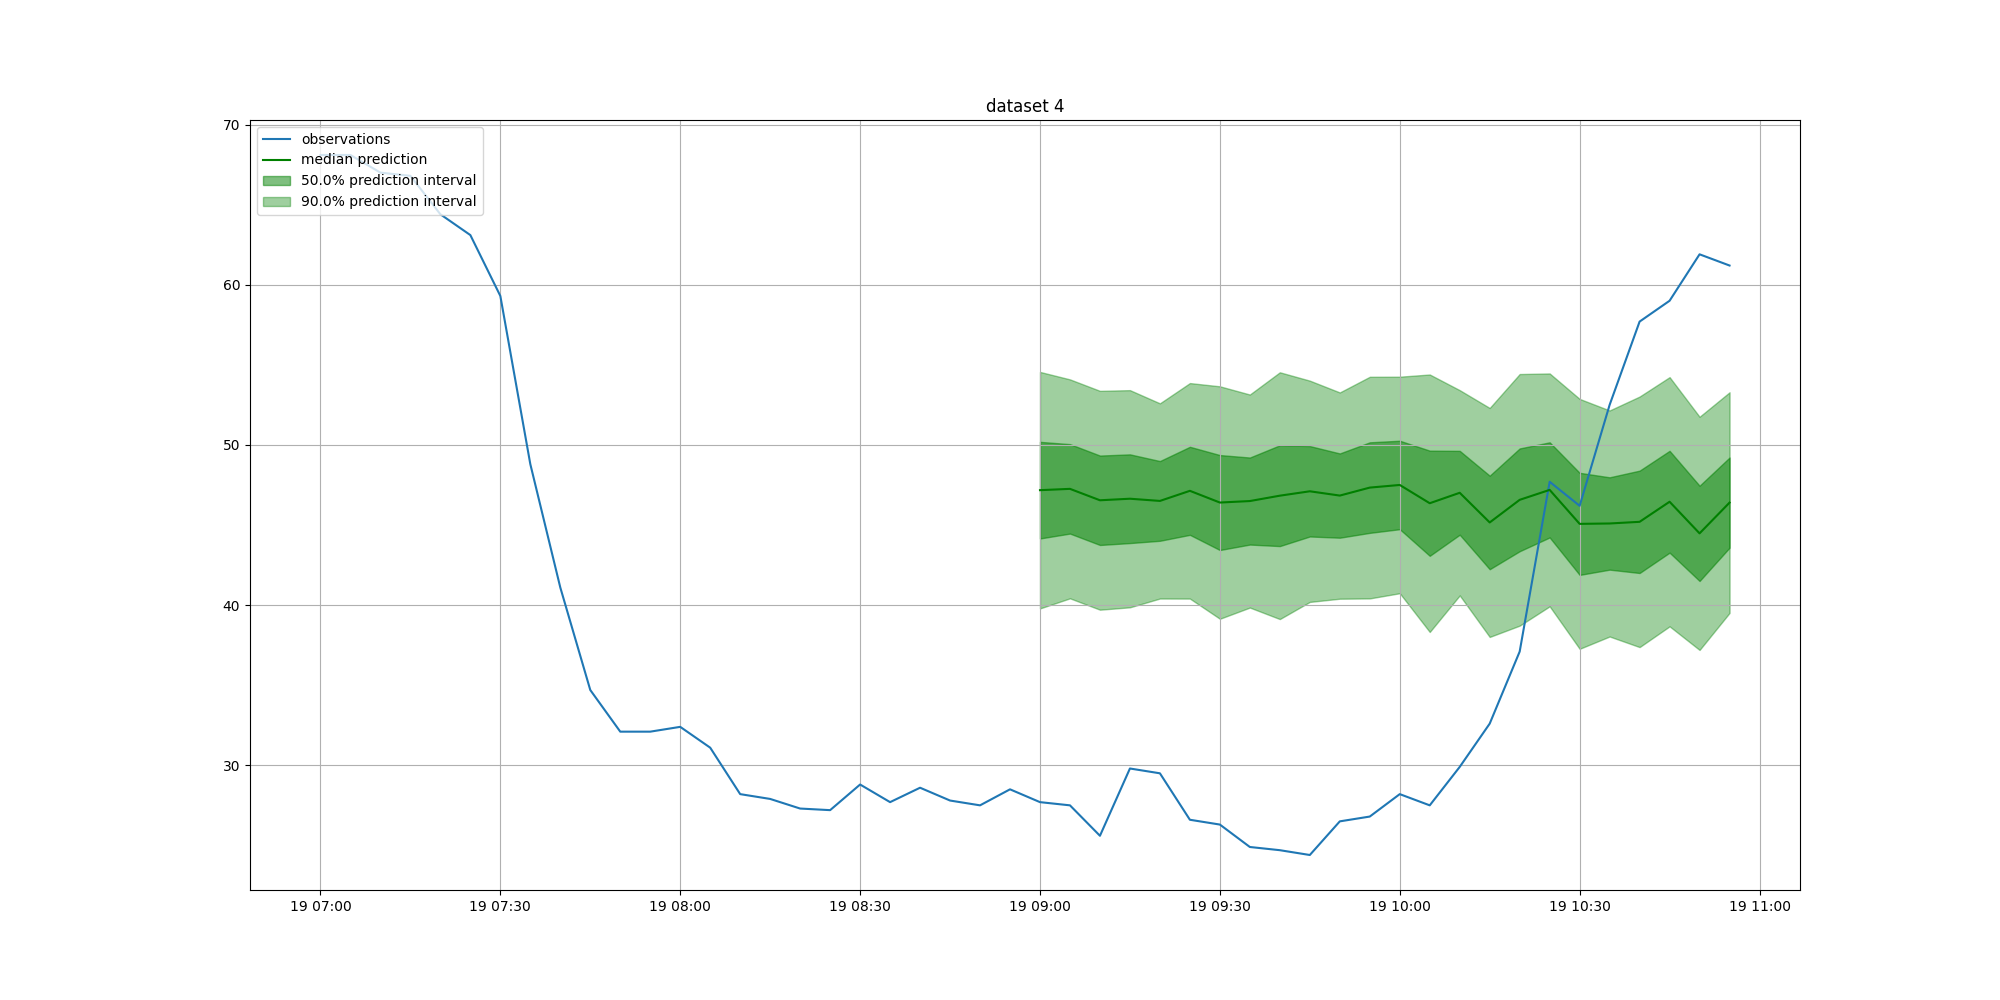 dataset 4
70
60
50
40
30
observations
median prediction
50.0% prediction interval
90.0% prediction interval
19 07:00 19 07:30 19 08:00 19 08:30 19 09:00 19 09:30 19 10:00 19 10:30 19 11:00